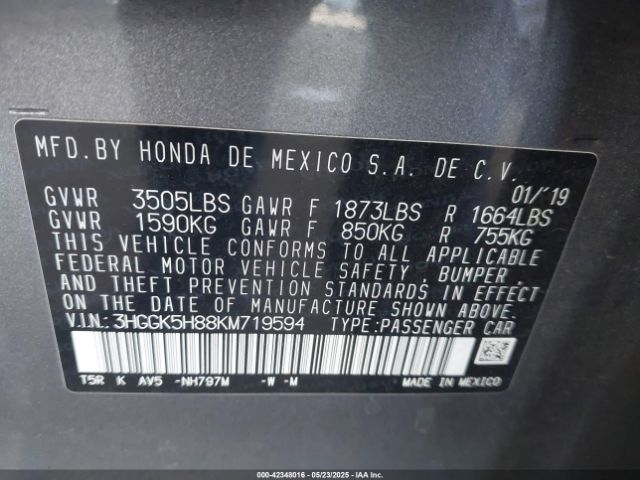 MFD.BY HONDA DE MEXICO S.A. DE C.V.
01/'19
GVWR 3505LBS GAWR F 1873LBS R 1664LBS
GVWR 1590KG GAWR F 850KG R 755KG
THIS VEHICLE CONFORMS TO ALL APPLICABLE
FEDERAL MOTOR VEHICLE SAFETY, BUMPER,
AND THEFT PREVENTION STANDARDS IN EFFECT
ON THE DATE OF MANUFACTURE SHOWN ABOVE.
V.I.N.: 3HGGK5H88KM719594 TYPE:PASSENGER CAR
T5R K AV5 -NH797M -W -M MADE IN MEXICO
000-42348016 - 05/23/2025 - IAAI.com